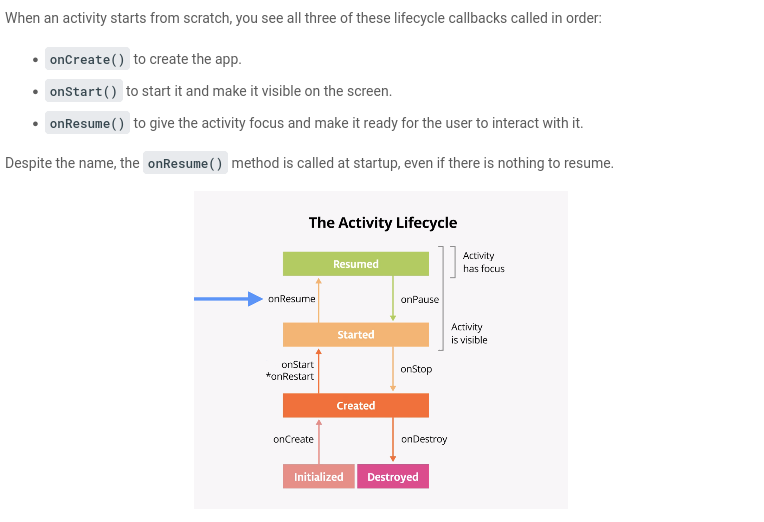 When an activity starts from scratch, you see all three of these lifecycle callbacks called in order:
• onCreate() to create the app.
• onStart() to start it and make it visible on the screen.
• onResume() to give the activity focus and make it ready for the user to interact with it.
Despite the name, the onResume() method is called at startup, even if there is nothing to resume.
The Activity Lifecycle
Resumed
Activity
has focus
onResume
onPause
Started
Activity
is visible
onStart
*onRestart
onStop
Created
onCreate
onDestroy
Initialized
Destroyed